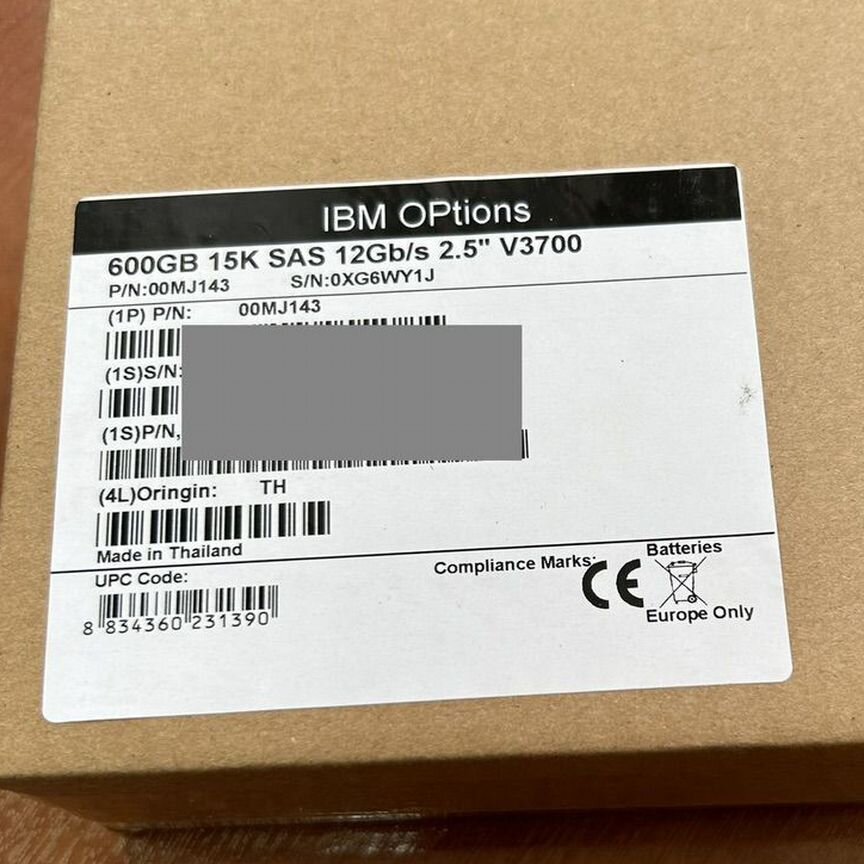 IBM OPtions
600GB 15K SAS 12Gb/s 2.5" V3700
P/N:00MJ143 S/N:0XG6WY1J
(1P) P/N: 00MJ143
(1S)S/N:
(1S)P/N,
(4L)Oringin: TH
Made in Thailand
UPC Code:
8 834360 231390
Compliance Marks:
CE
Batteries
Europe Only